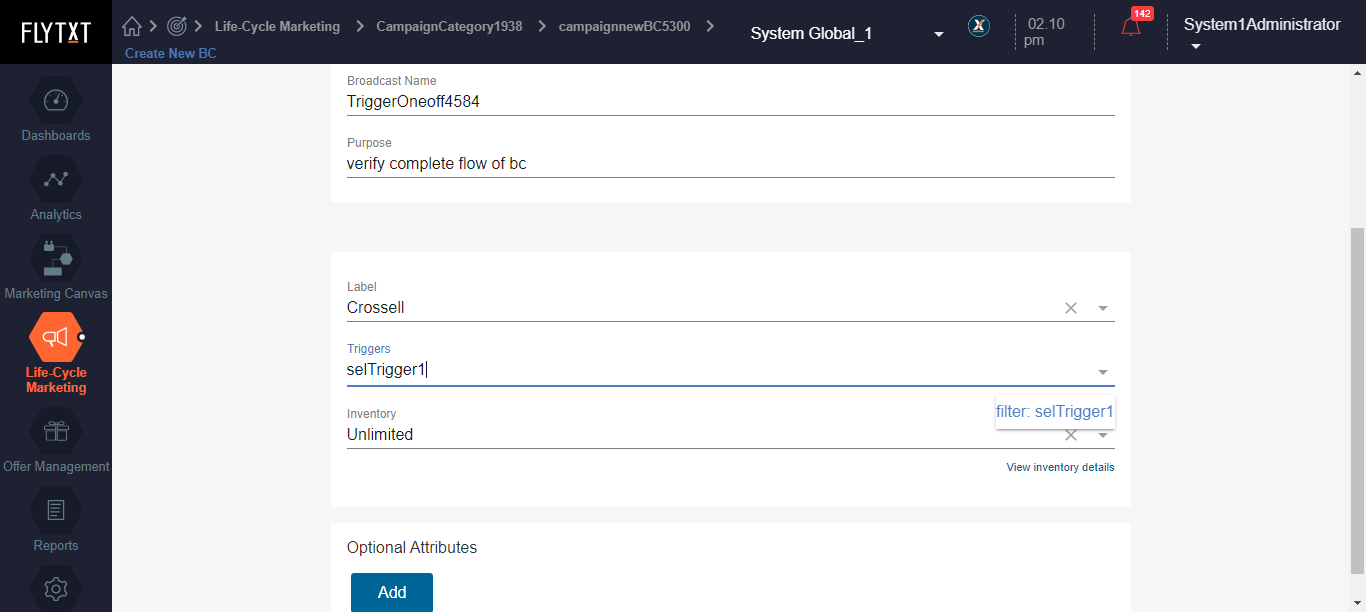 FLYTXT
Life-Cycle Marketing
CampaignCategory1938
campaignnewBC5300
Create New BC
System Global_1
X
02.10
pm
142
System1Administrator
Dashboards
Analytics
Marketing Canvas
Life-Cycle
Marketing
Offer Management
Reports
Broadcast Name
TriggerOneoff4584
Purpose
verify complete flow of bc
Label
Crossell
Triggers
selTrigger1
filter: selTrigger1
Inventory
Unlimited
View inventory details
Optional Attributes
Add